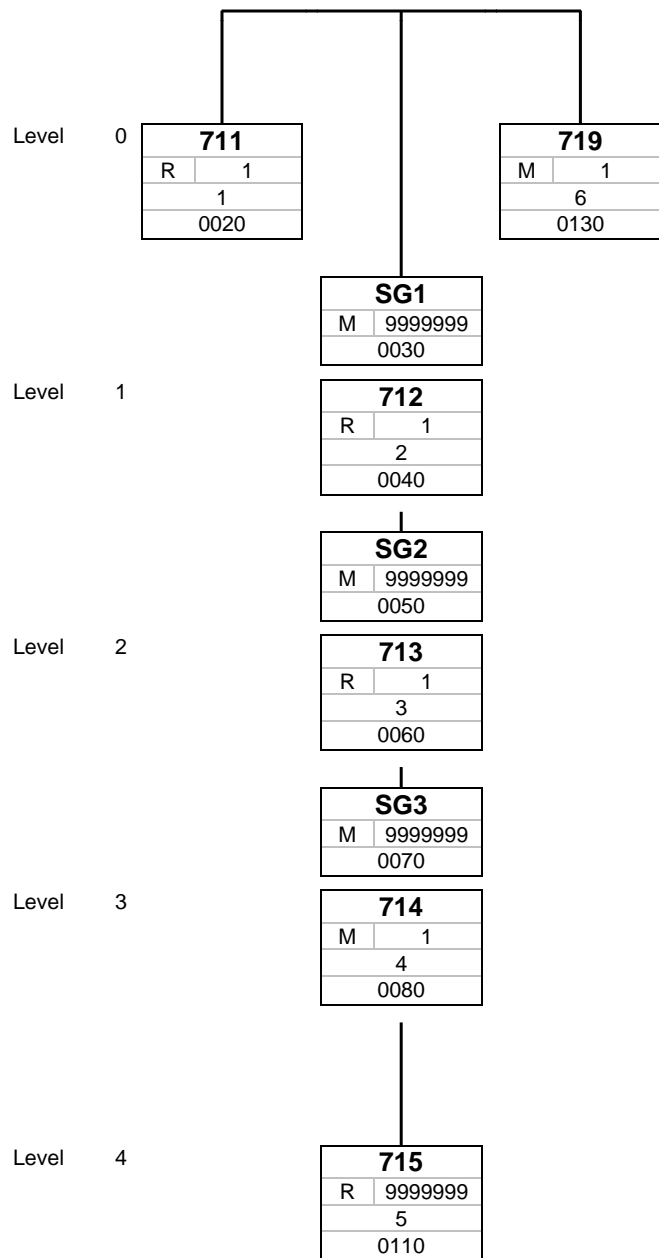 Level 0
711
R 1
1
0020
719
M 1
6
0130
SG1
M 9999999
0030
Level 1
712
R 1
2
0040
SG2
M 9999999
0050
Level 2
713
R 1
3
0060
SG3
M 9999999
0070
Level 3
714
M 1
4
0080
Level 4
715
R 9999999
5
0110